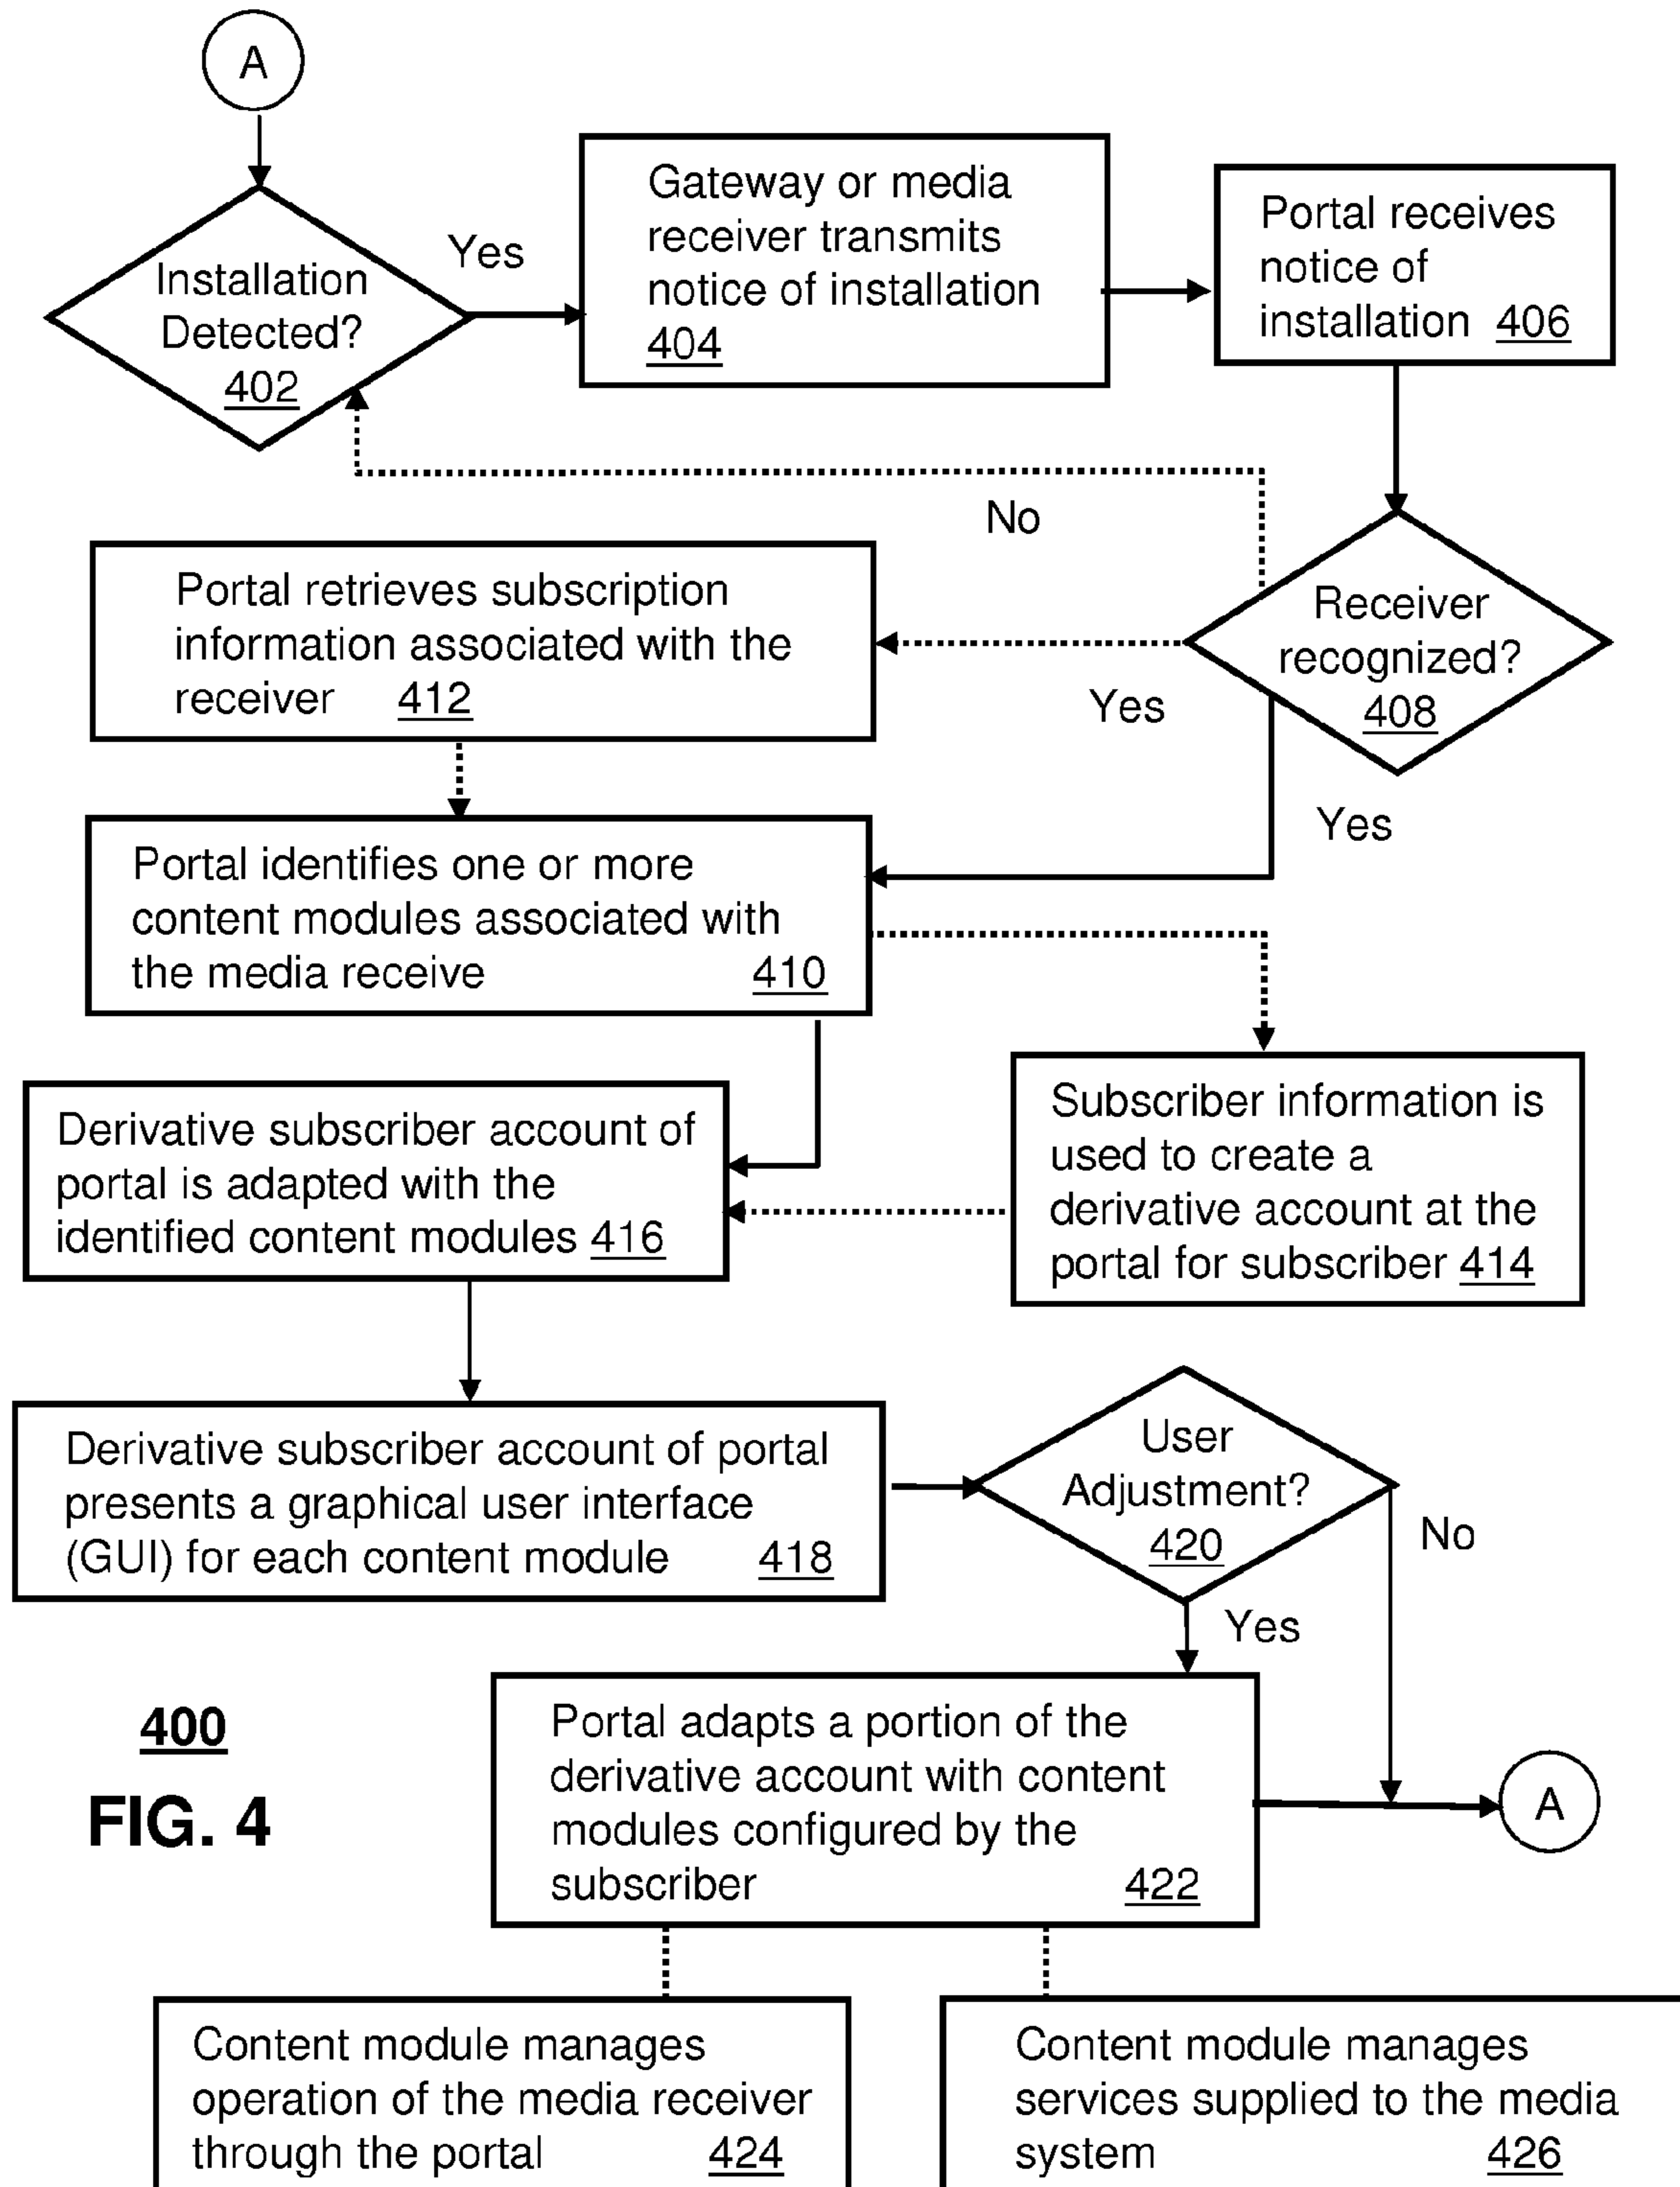 A
Installation
Detected?
402
Yes
Gateway or media
receiver transmits
notice of installation
404
Portal receives
notice of
installation 406
No
Receiver
recognized?
408
Portal retrieves subscription
information associated with the
receiver 412
Yes
Yes
Portal identifies one or more
content modules associated with
the media receive 410
Derivative subscriber account of
portal is adapted with the
identified content modules 416
Subscriber information is
used to create a
derivative account at the
portal for subscriber 414
Derivative subscriber account of portal
presents a graphical user interface
(GUI) for each content module 418
User
Adjustment?
420
No
Yes
Portal adapts a portion of the
derivative account with content
modules configured by the
subscriber 422
A
400
FIG. 4
Content module manages
operation of the media receiver
through the portal 424
Content module manages
services supplied to the media
system 426